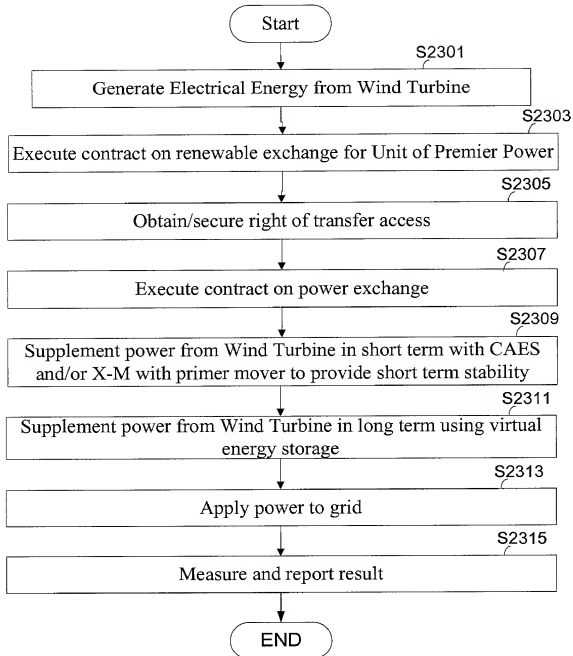 Start
S2301
Generate Electrical Energy from Wind Turbine
S2303
Execute contract on renewable exchange for Unit of Premier Power
S2305
Obtain/secure right of transfer access
S2307
Execute contract on power exchange
S2309
Supplement power from Wind Turbine in short term with CAES
and/or X-M with primer mover to provide short term stability
S2311
Supplement power from Wind Turbine in long term using virtual
energy storage
S2313
Apply power to grid
S2315
Measure and report result
END